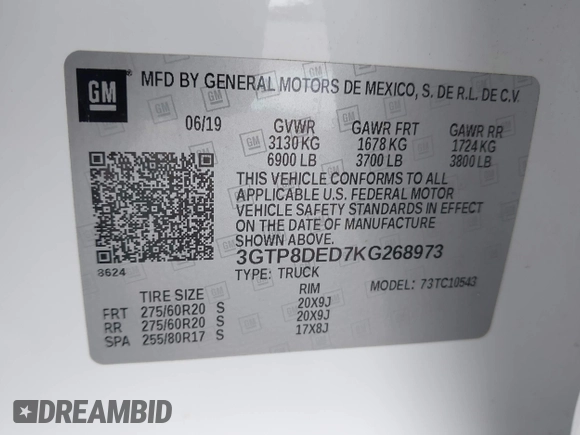 GM
MFD BY GENERAL MOTORS DE MEXICO, S. DE R.L. DE C.V.
06/19 GVWR GAWR FRT GAWR RR
3130 KG 1678 KG 1724 KG
6900 LB 3700 LB 3800 LB
THIS VEHICLE CONFORMS TO ALL
APPLICABLE U.S. FEDERAL MOTOR
VEHICLE SAFETY STANDARDS IN EFFECT
ON THE DATE OF MANUFACTURE
SHOWN ABOVE.
3GTP8DED7KG268973
8624
TYPE: TRUCK
MODEL: 73TC10543
TIRE SIZE RIM
FRT 275/60R20 S 20X9J
RR 275/60R20 S 20X9J
SPA 255/80R17 S 17X8J
DREAMBID